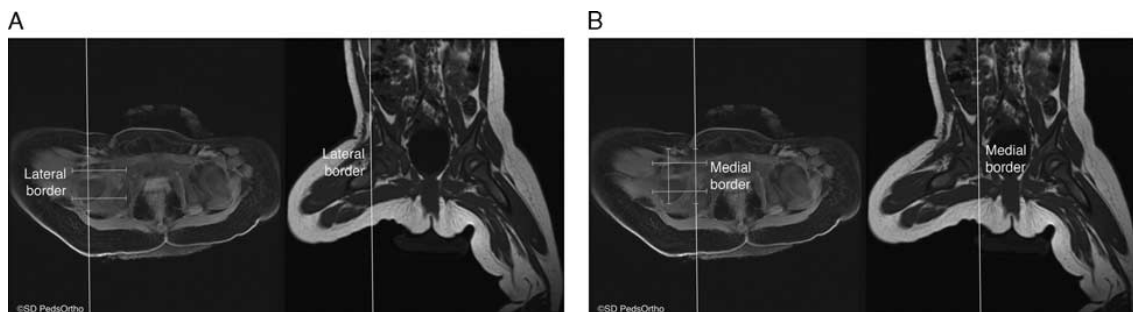 A
B
Lateral
border
Lateral
border
Medial
border
Medial
border
©SD PedsOrtho
©SD PedsOrtho